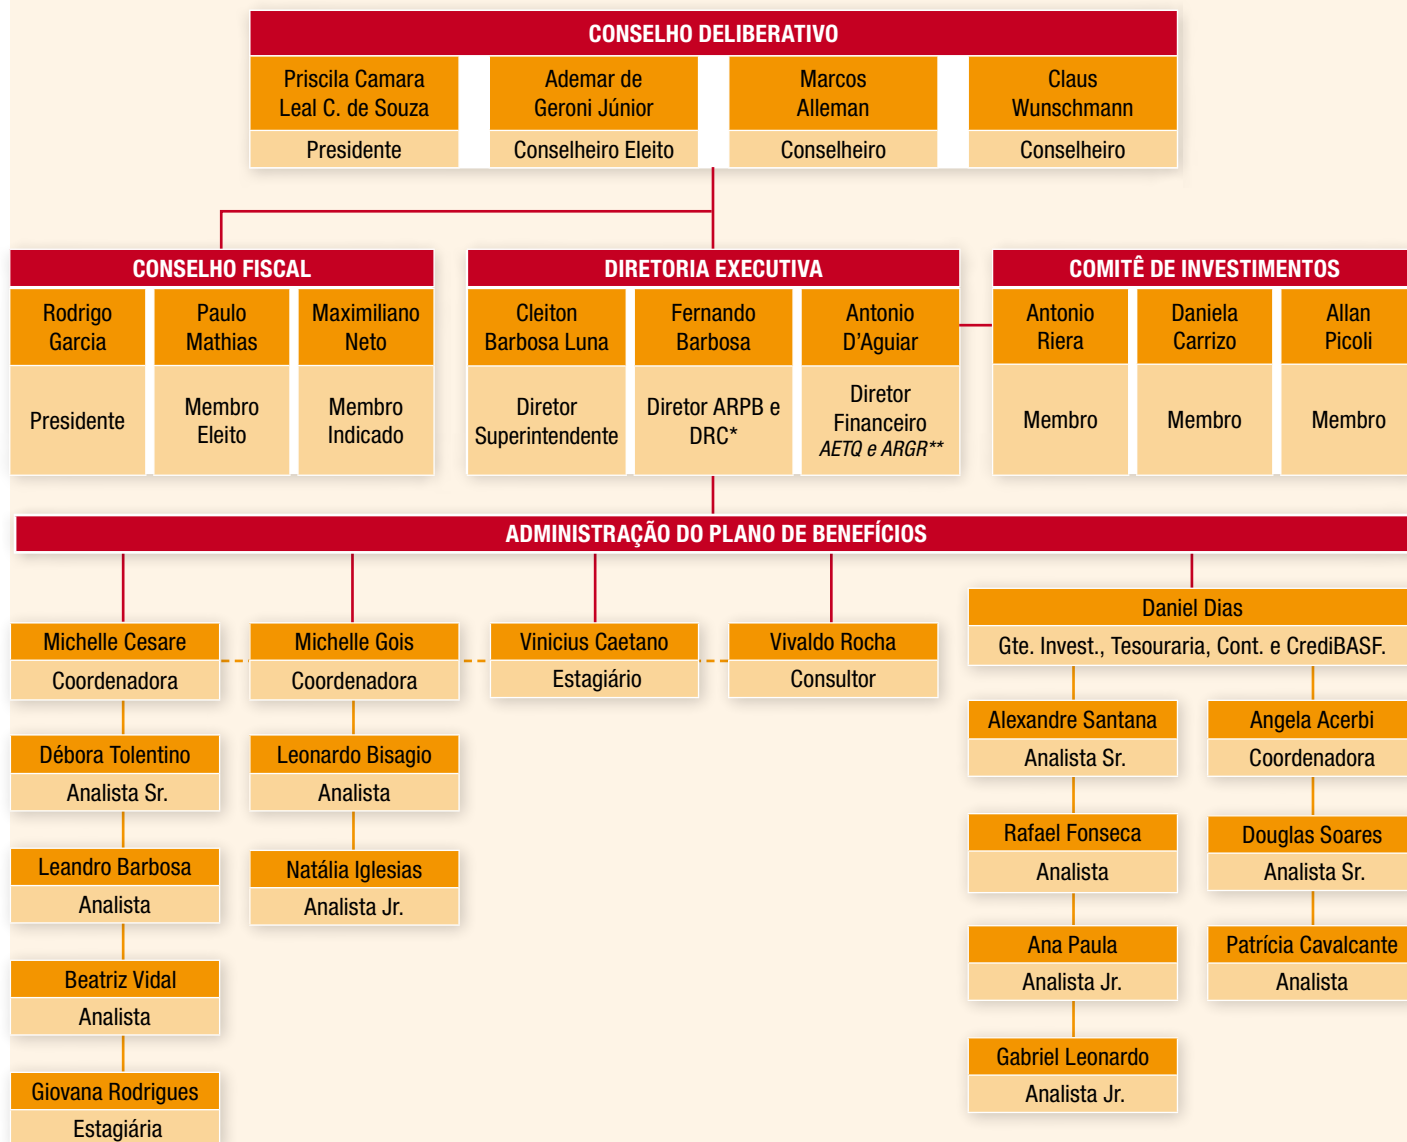 CONSELHO DELIBERATIVO
Priscila Camara
Leal C. de Souza
Presidente
Ademar de
Geroni Júnior
Conselheiro Eleito
Marcos
Alleman
Conselheiro
Claus
Wunschmann
Conselheiro
CONSELHO FISCAL
Rodrigo
Garcia
Presidente
Paulo
Mathias
Membro
Eleito
Maximiliano
Neto
Membro
Indicado
DIRETORIA EXECUTIVA
Cleiton
Barbosa Luna
Diretor
Superintendente
Fernando
Barbosa
Diretor ARPB e
DRC*
Antonio
D'Aguiar
Diretor
Financeiro
AETQ e ARGR**
COMITÊ DE INVESTIMENTOS
Antonio
Riera
Membro
Daniela
Carrizo
Membro
Allan
Picoli
Membro
ADMINISTRAÇÃO DO PLANO DE BENEFÍCIOS
Michelle Cesare
Coordenadora
Débora Tolentino
Analista Sr.
Leandro Barbosa
Analista
Beatriz Vidal
Analista
Giovana Rodrigues
Estagiária
Michelle Gois
Coordenadora
Leonardo Bisagio
Analista
Natália Iglesias
Analista Jr.
Vinicius Caetano
Estagiário
Vivaldo Rocha
Consultor
Daniel Dias
Gte. Invest., Tesouraria, Cont. e CrediBASF.
Alexandre Santana
Analista Sr.
Rafael Fonseca
Analista
Ana Paula
Analista Jr.
Gabriel Leonardo
Analista Jr.
Angela Acerbi
Coordenadora
Douglas Soares
Analista Sr.
Patrícia Cavalcante
Analista